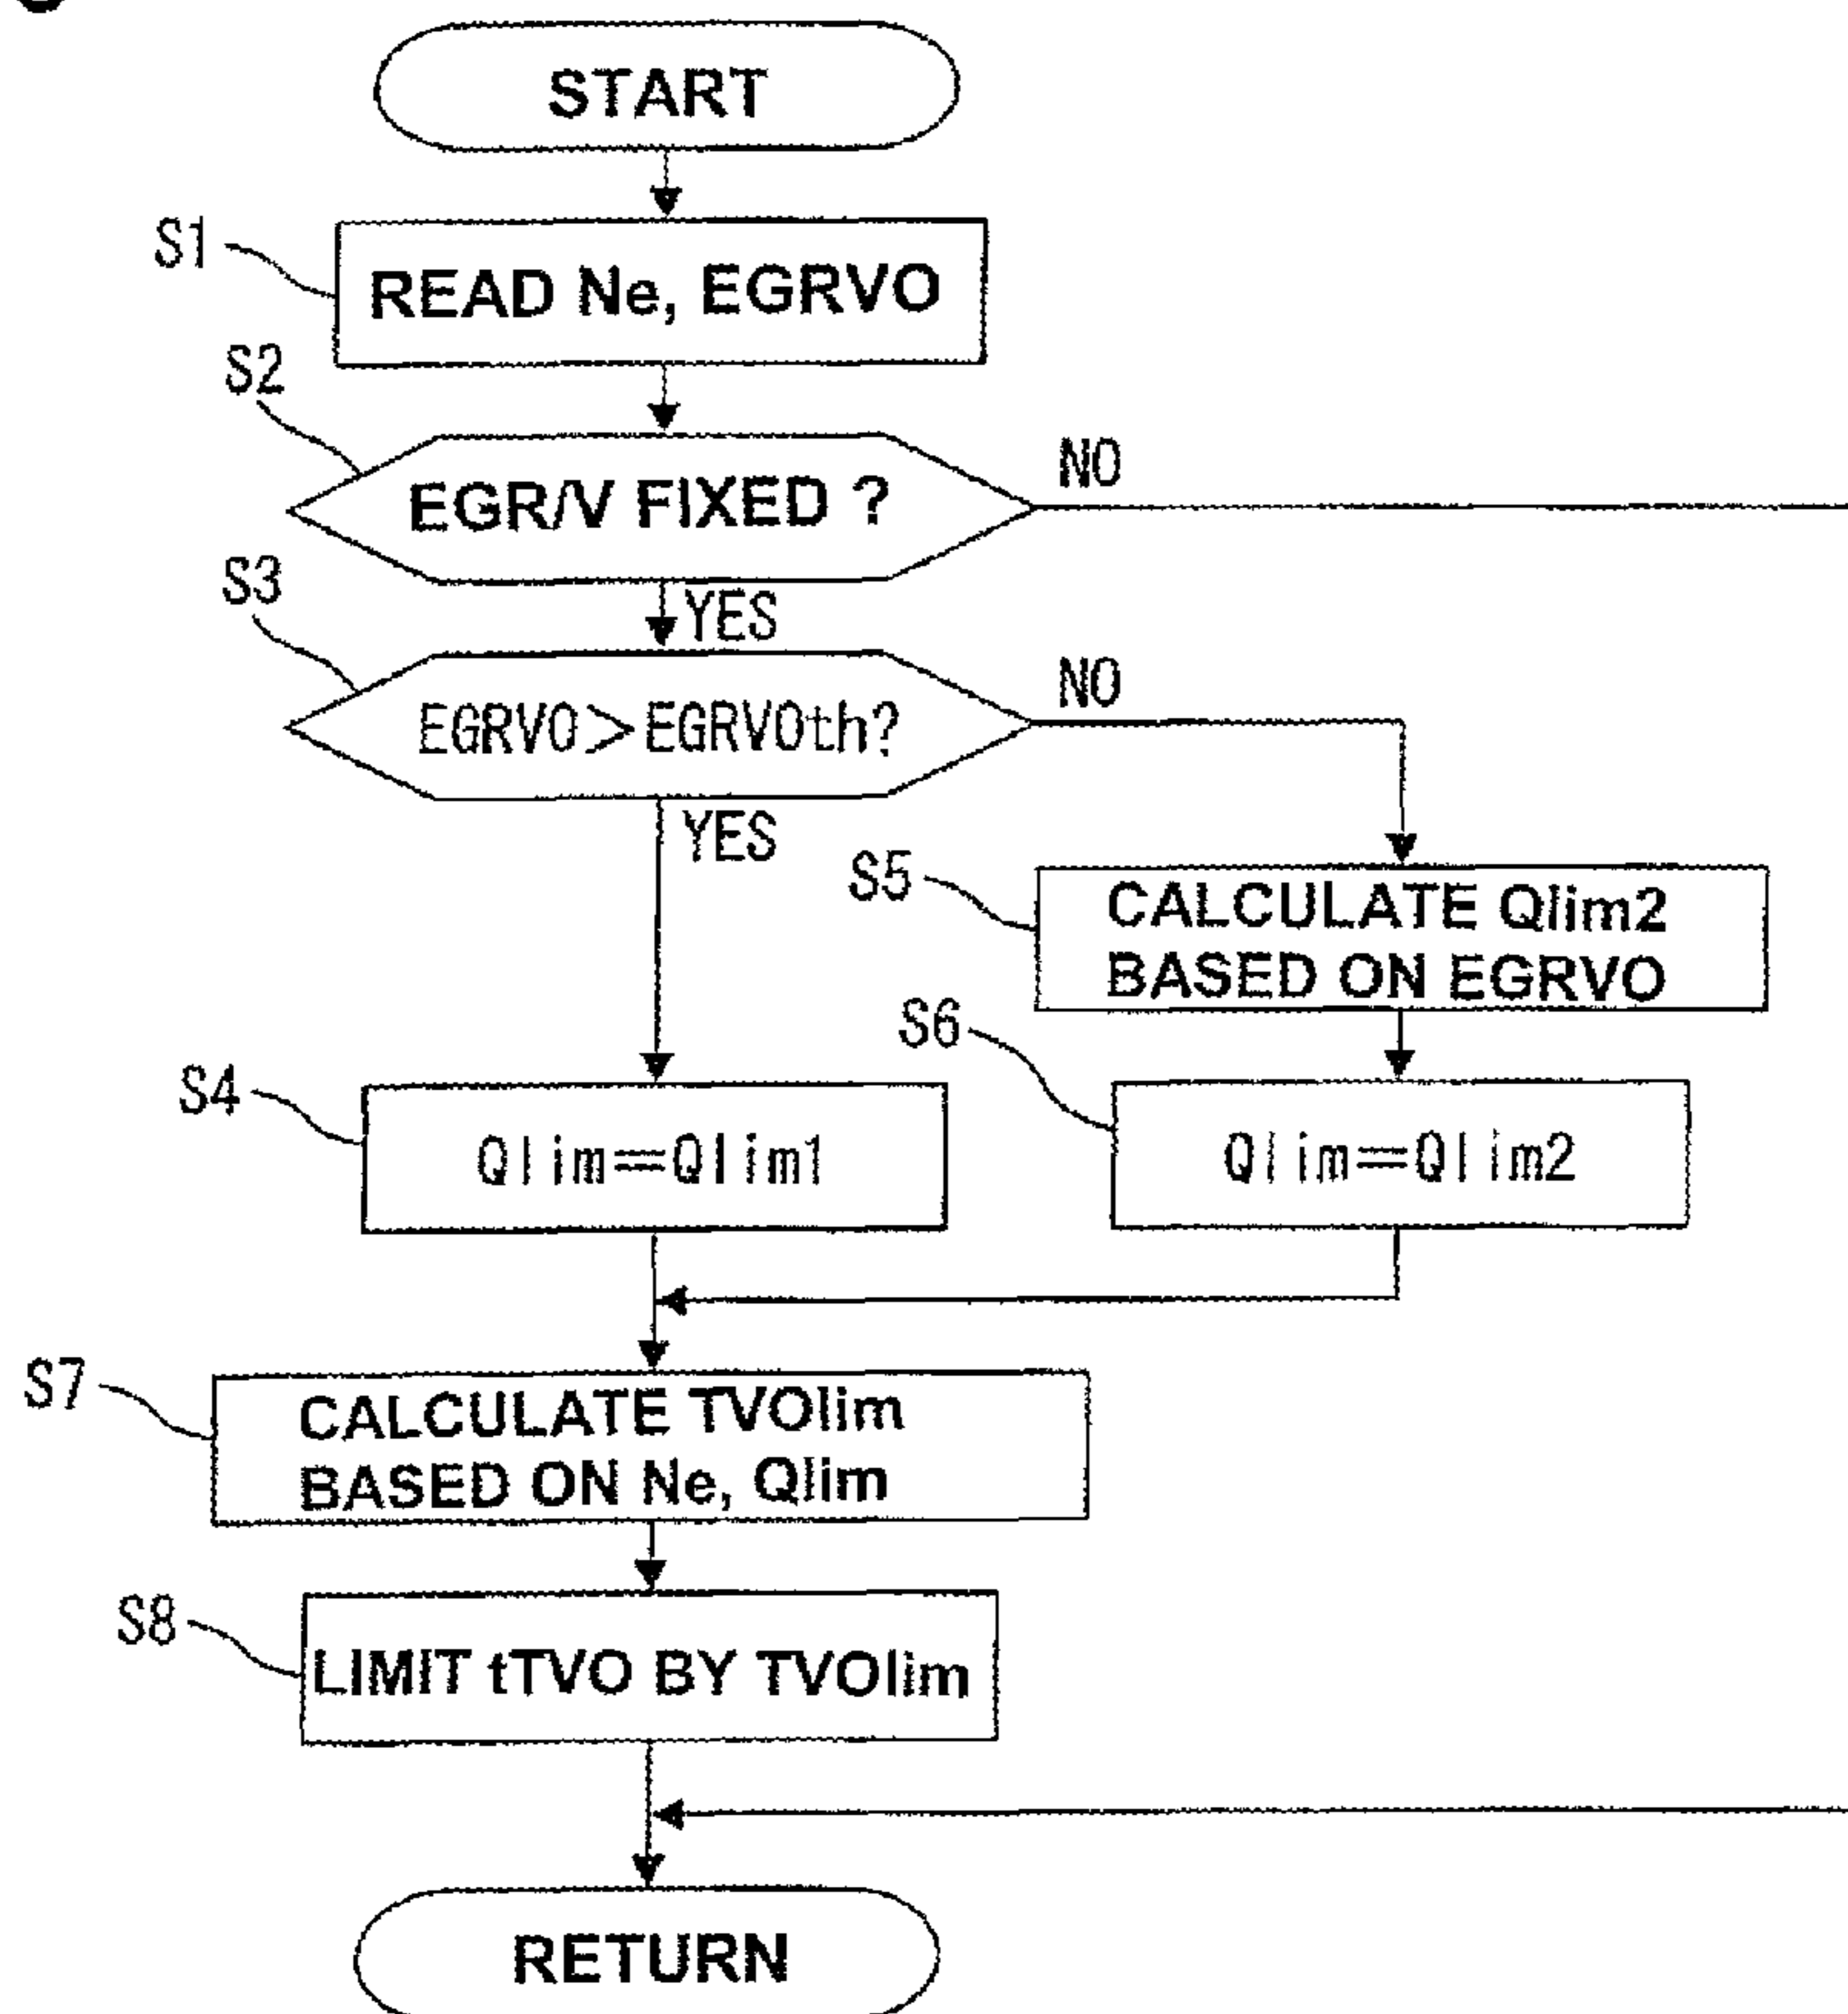 START
S1
READ Ne, EGRVO
S2
EGR/V FIXED ?
NO
YES
S3
EGRVO>EGRVOth?
NO
YES
S5
CALCULATE Qlim2
BASED ON EGRVO
S4
Qlim=Qlim1
S6
Qlim=Qlim2
S7
CALCULATE TVOlim
BASED ON Ne, Qlim
S8
LIMIT tTVO BY TVOlim
RETURN